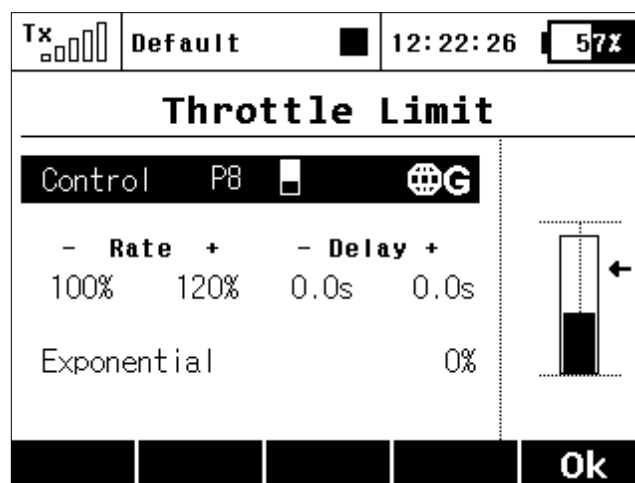 Tx Default 12:22:26 57%
Throttle Limit
Control P8 G
- Rate + - Delay +
100% 120% 0.0s 0.0s
Exponential 0%
Ok